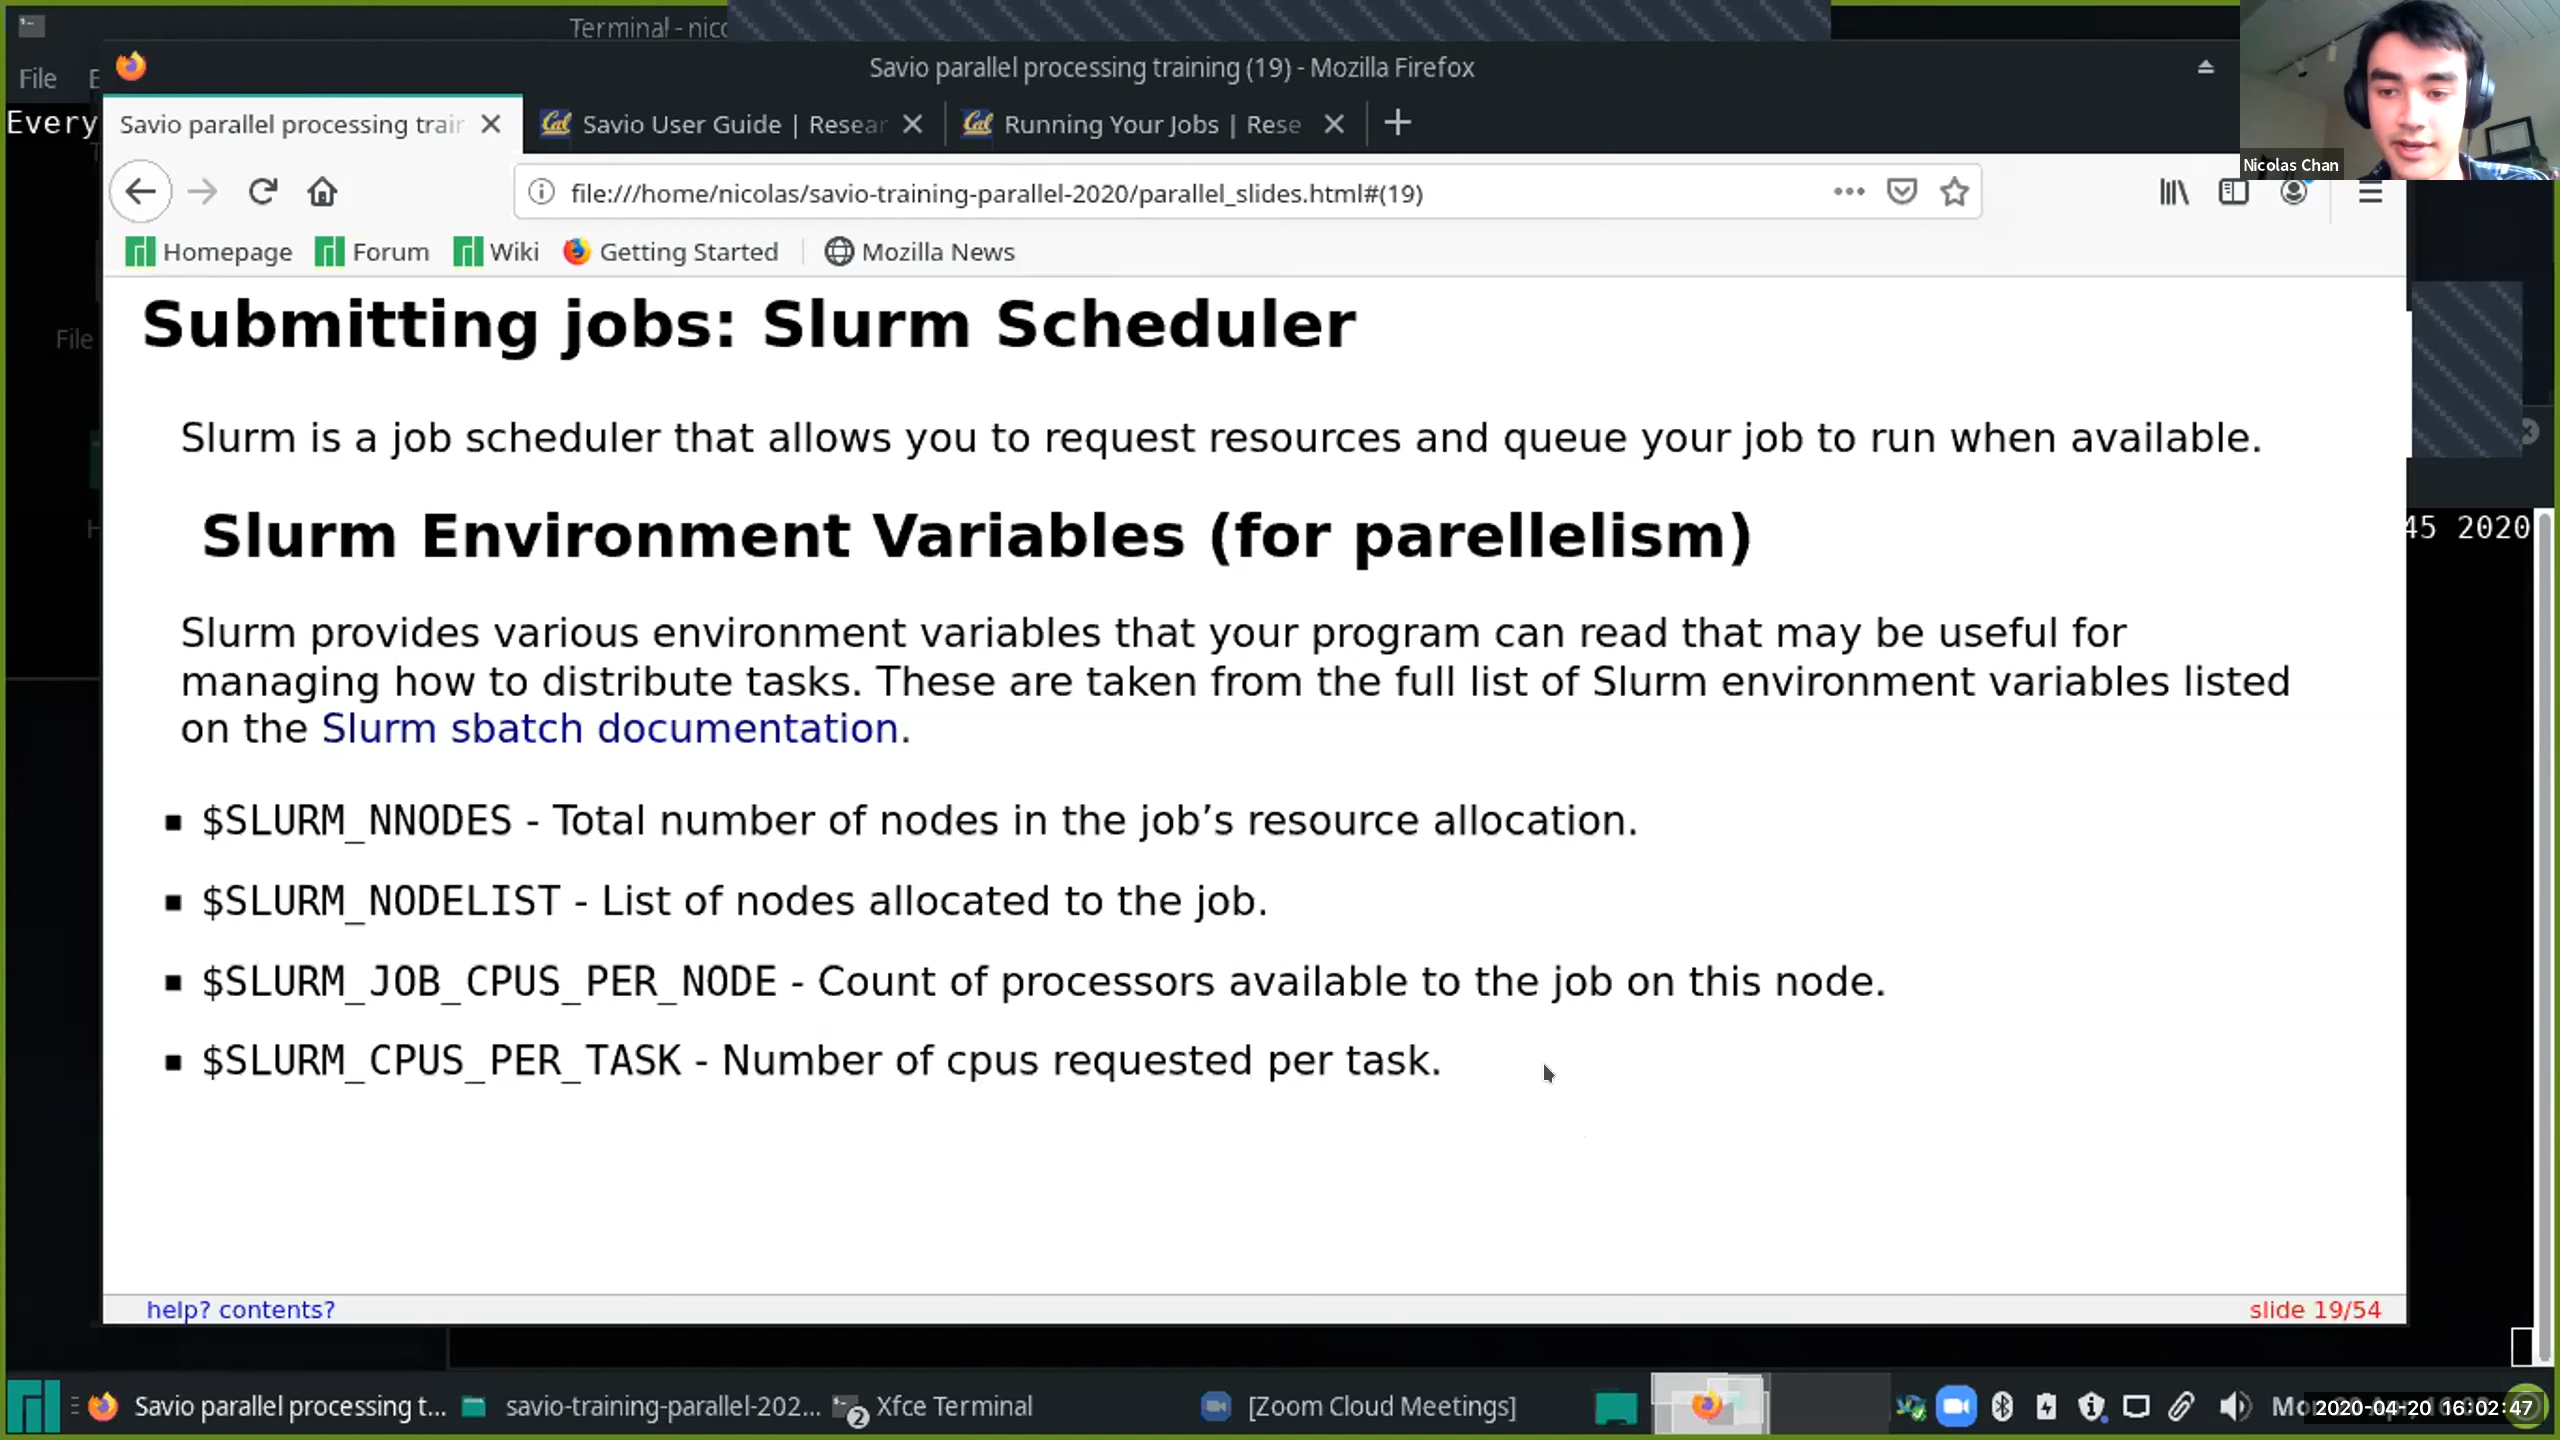 Terminal - nicc
File
Savio parallel processing training (19) - Mozilla Firefox
Every
Savio parallel processing train
Savio User Guide | Resear
Running Your Jobs | Rese
Nicolas Chan
file:///home/nicolas/savio-training-parallel-2020/parallel_slides.html#(19)
Homepage
Forum
Wiki
Getting Started
Mozilla News
Submitting jobs: Slurm Scheduler
File
Slurm is a job scheduler that allows you to request resources and queue your job to run when available.
Slurm Environment Variables (for parellelism)
45 2020
Slurm provides various environment variables that your program can read that may be useful for
managing how to distribute tasks. These are taken from the full list of Slurm environment variables listed
on the Slurm sbatch documentation.
$SLURM_NNODES - Total number of nodes in the job’s resource allocation.
$SLURM_NODELIST - List of nodes allocated to the job.
$SLURM_JOB_CPUS_PER_NODE - Count of processors available to the job on this node.
$SLURM_CPUS_PER_TASK - Number of cpus requested per task.
help? contents?
slide 19/54
Savio parallel processing t...
savio-training-parallel-202...
2
Xfce Terminal
[Zoom Cloud Meetings]
2020-04-20 16:02:47